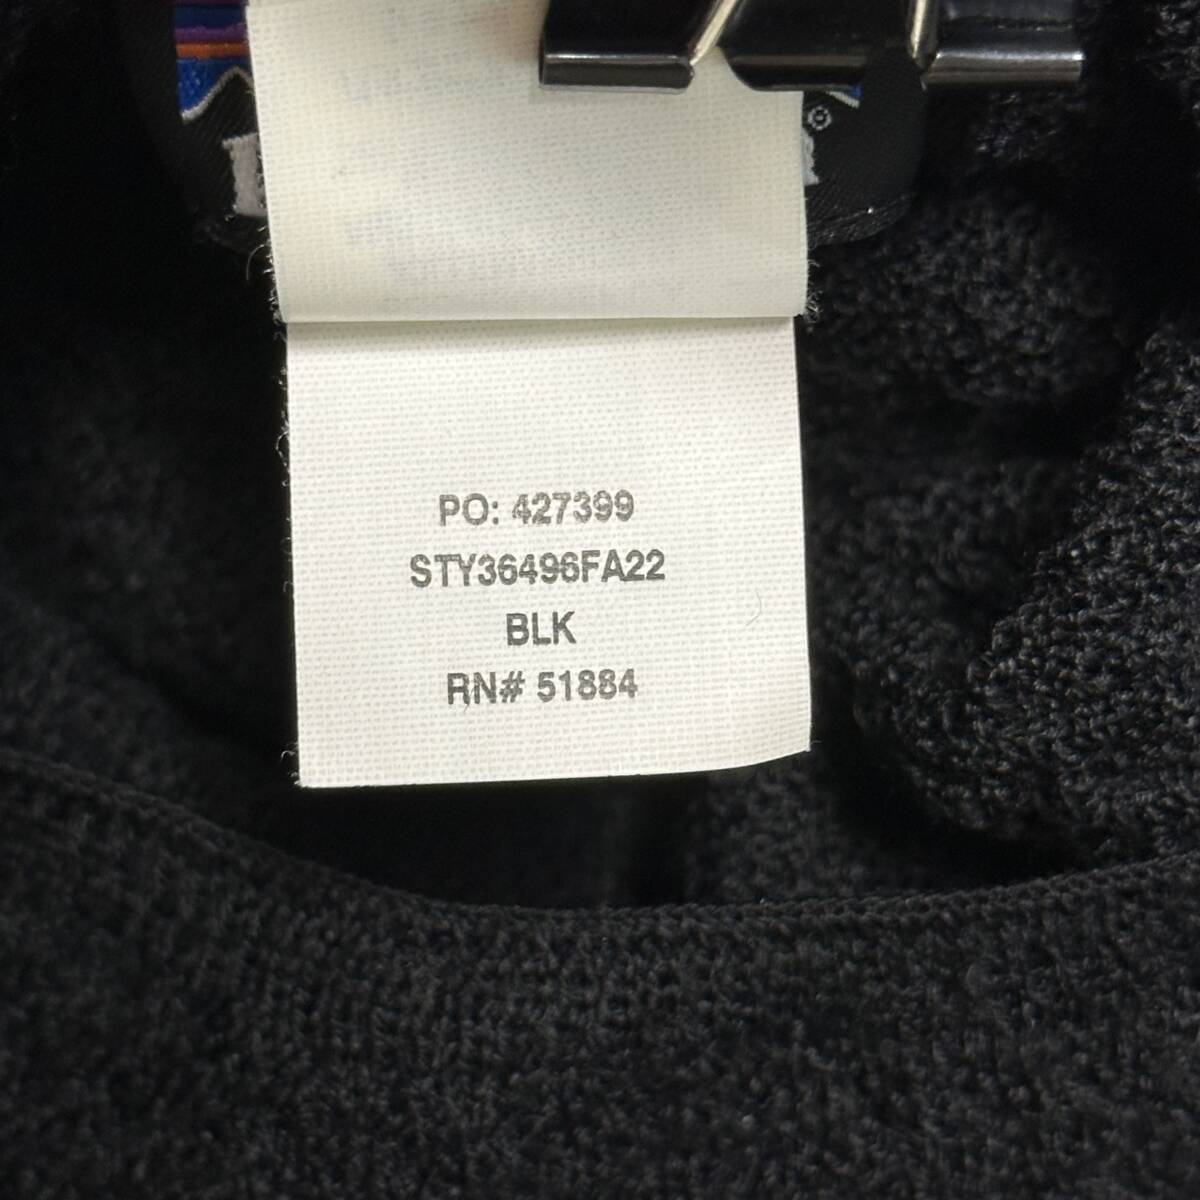 ®
PO: 427399
STY36496FA22
BLK
RN# 51884